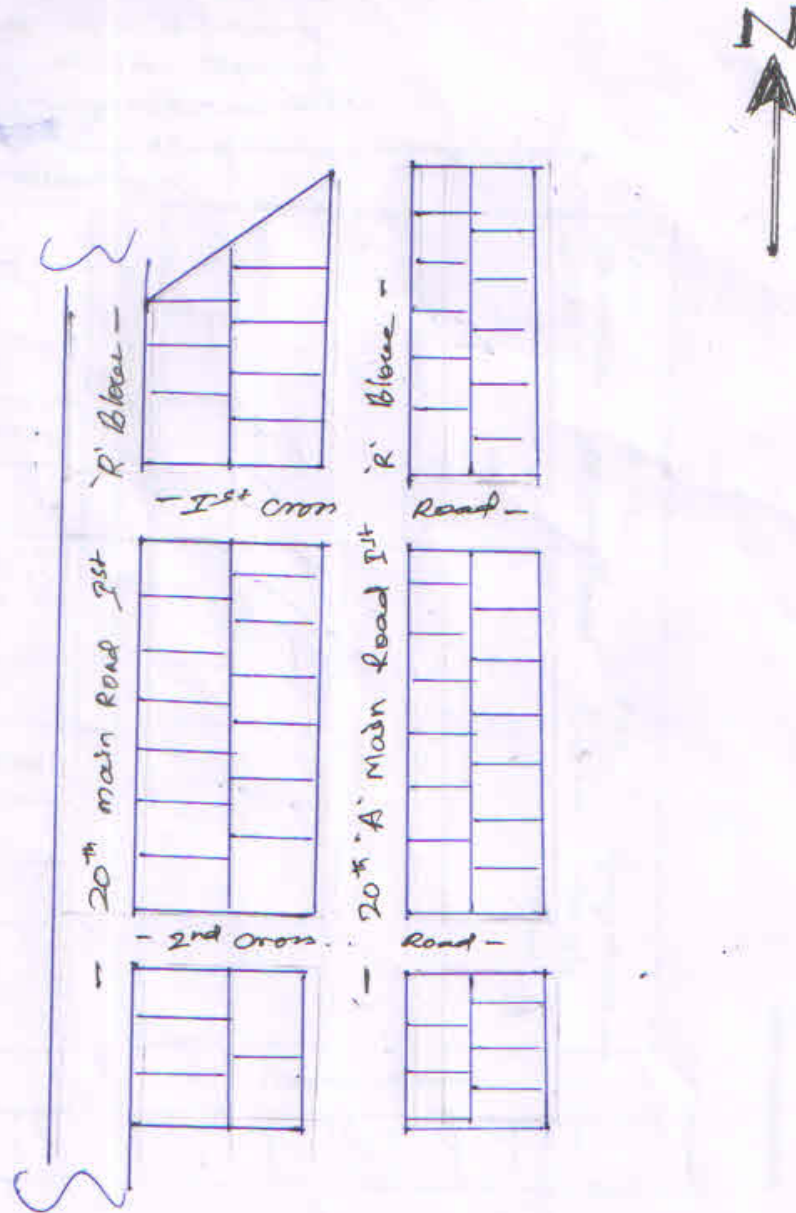 N
- 20th main Road Ist 'R' Block -
- 20th 'A' Main Road Ist 'R' Block -
- Ist Cross Road -
- 2nd Cross Road -